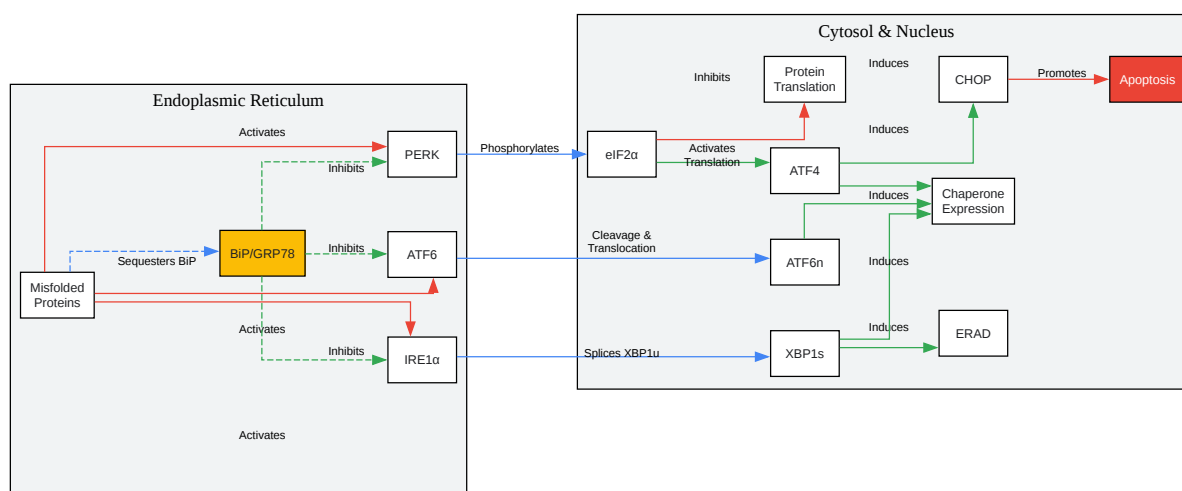 Cytosol & Nucleus
Endoplasmic Reticulum
Activates
PERK
Inhibits
Sequesters BiP
BiP/GRP78
Inhibits
ATF6
Misfolded
Proteins
Activates
Inhibits
IRE1α
Activates
Phosphorylates
Cleavage &
Translocation
Splices XBP1u
eIF2α
Inhibits
Protein
Translation
Activates
Translation
ATF4
Induces
CHOP
Promotes
Apoptosis
Induces
Induces
Chaperone
Expression
ATF6n
Induces
Induces
XBP1s
ERAD